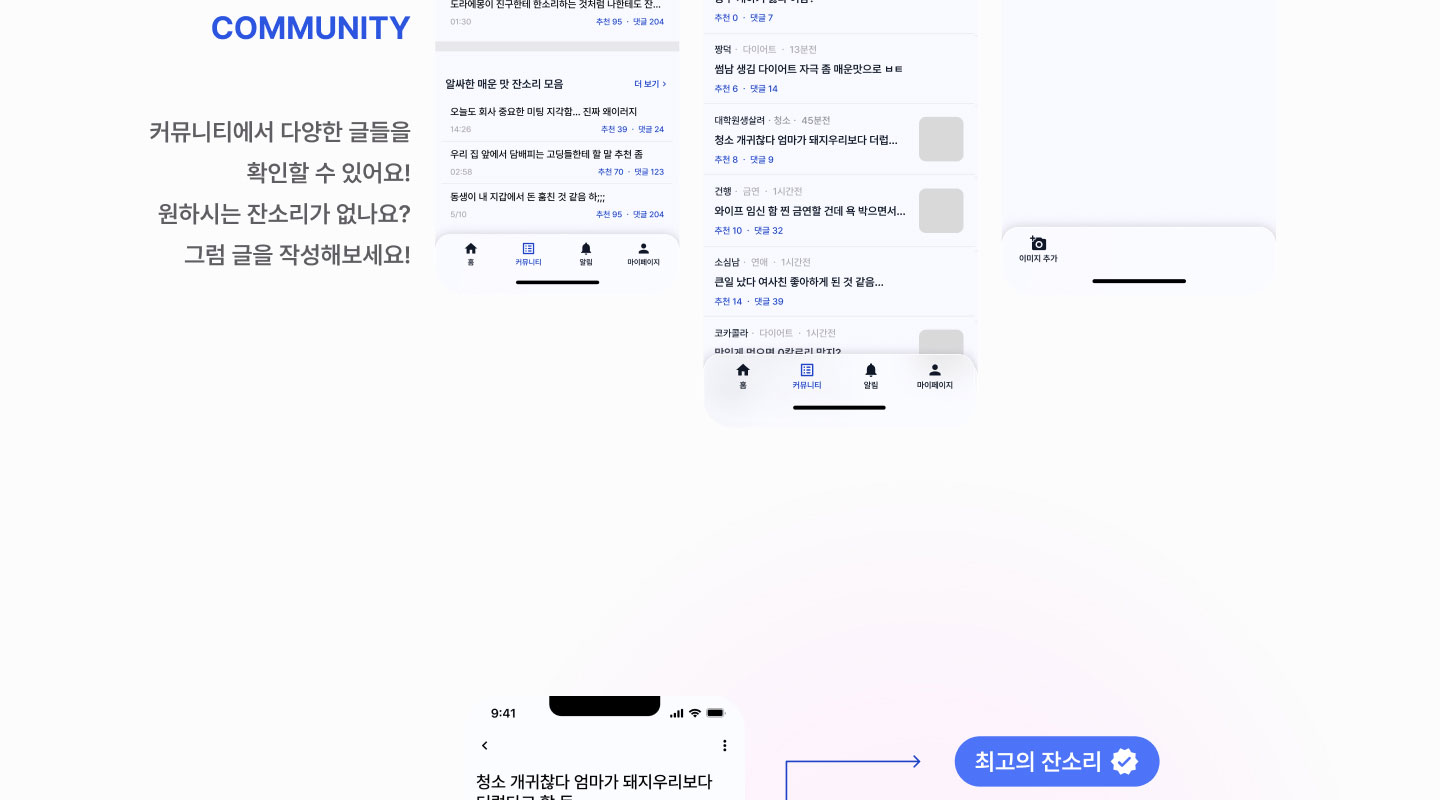 COMMUNITY
커뮤니티에서 다양한 글들을
확인할 수 있어요!
원하시는 잔소리가 없나요?
그럼 글을 작성해보세요!
도라에몽이 진구한테 한소리하는 것처럼 나한테도 잔...
01:30
추천 95 · 댓글 204
알싸한 매운 맛 잔소리 모음
더 보기 >
오늘도 회사 중요한 미팅 지각함... 진짜 왜이러지
14:26
추천 39 · 댓글 24
우리 집 앞에서 담배피는 고딩들한테 할 말 추천 좀
02:58
추천 70 · 댓글 123
동생이 내 지갑에서 돈 훔친 것 같음 하;;;
5/10
추천 95 · 댓글 204
홈
커뮤니티
알림
마이페이지
추천 0 · 댓글 7
짱덕 · 다이어트 · 13분전
썸남 생김 다이어트 자극 좀 매운맛으로 ㅂㅌ
추천 6 · 댓글 14
대학원생살려 · 청소 · 45분전
청소 개귀찮다 엄마가 돼지우리보다 더럽...
추천 8 · 댓글 9
건행 · 금연 · 1시간전
와이프 임신 함 찐 금연할 건데 욕 박으면서...
추천 10 · 댓글 32
소심남 · 연애 · 1시간전
큰일 났다 여사친 좋아하게 된 것 같음...
추천 14 · 댓글 39
코카콜라 · 다이어트 · 1시간전
맛있게 먹으면 0칼로리 맞지?
홈
커뮤니티
알림
마이페이지
이미지 추가
9:41
청소 개귀찮다 엄마가 돼지우리보다
최고의 잔소리